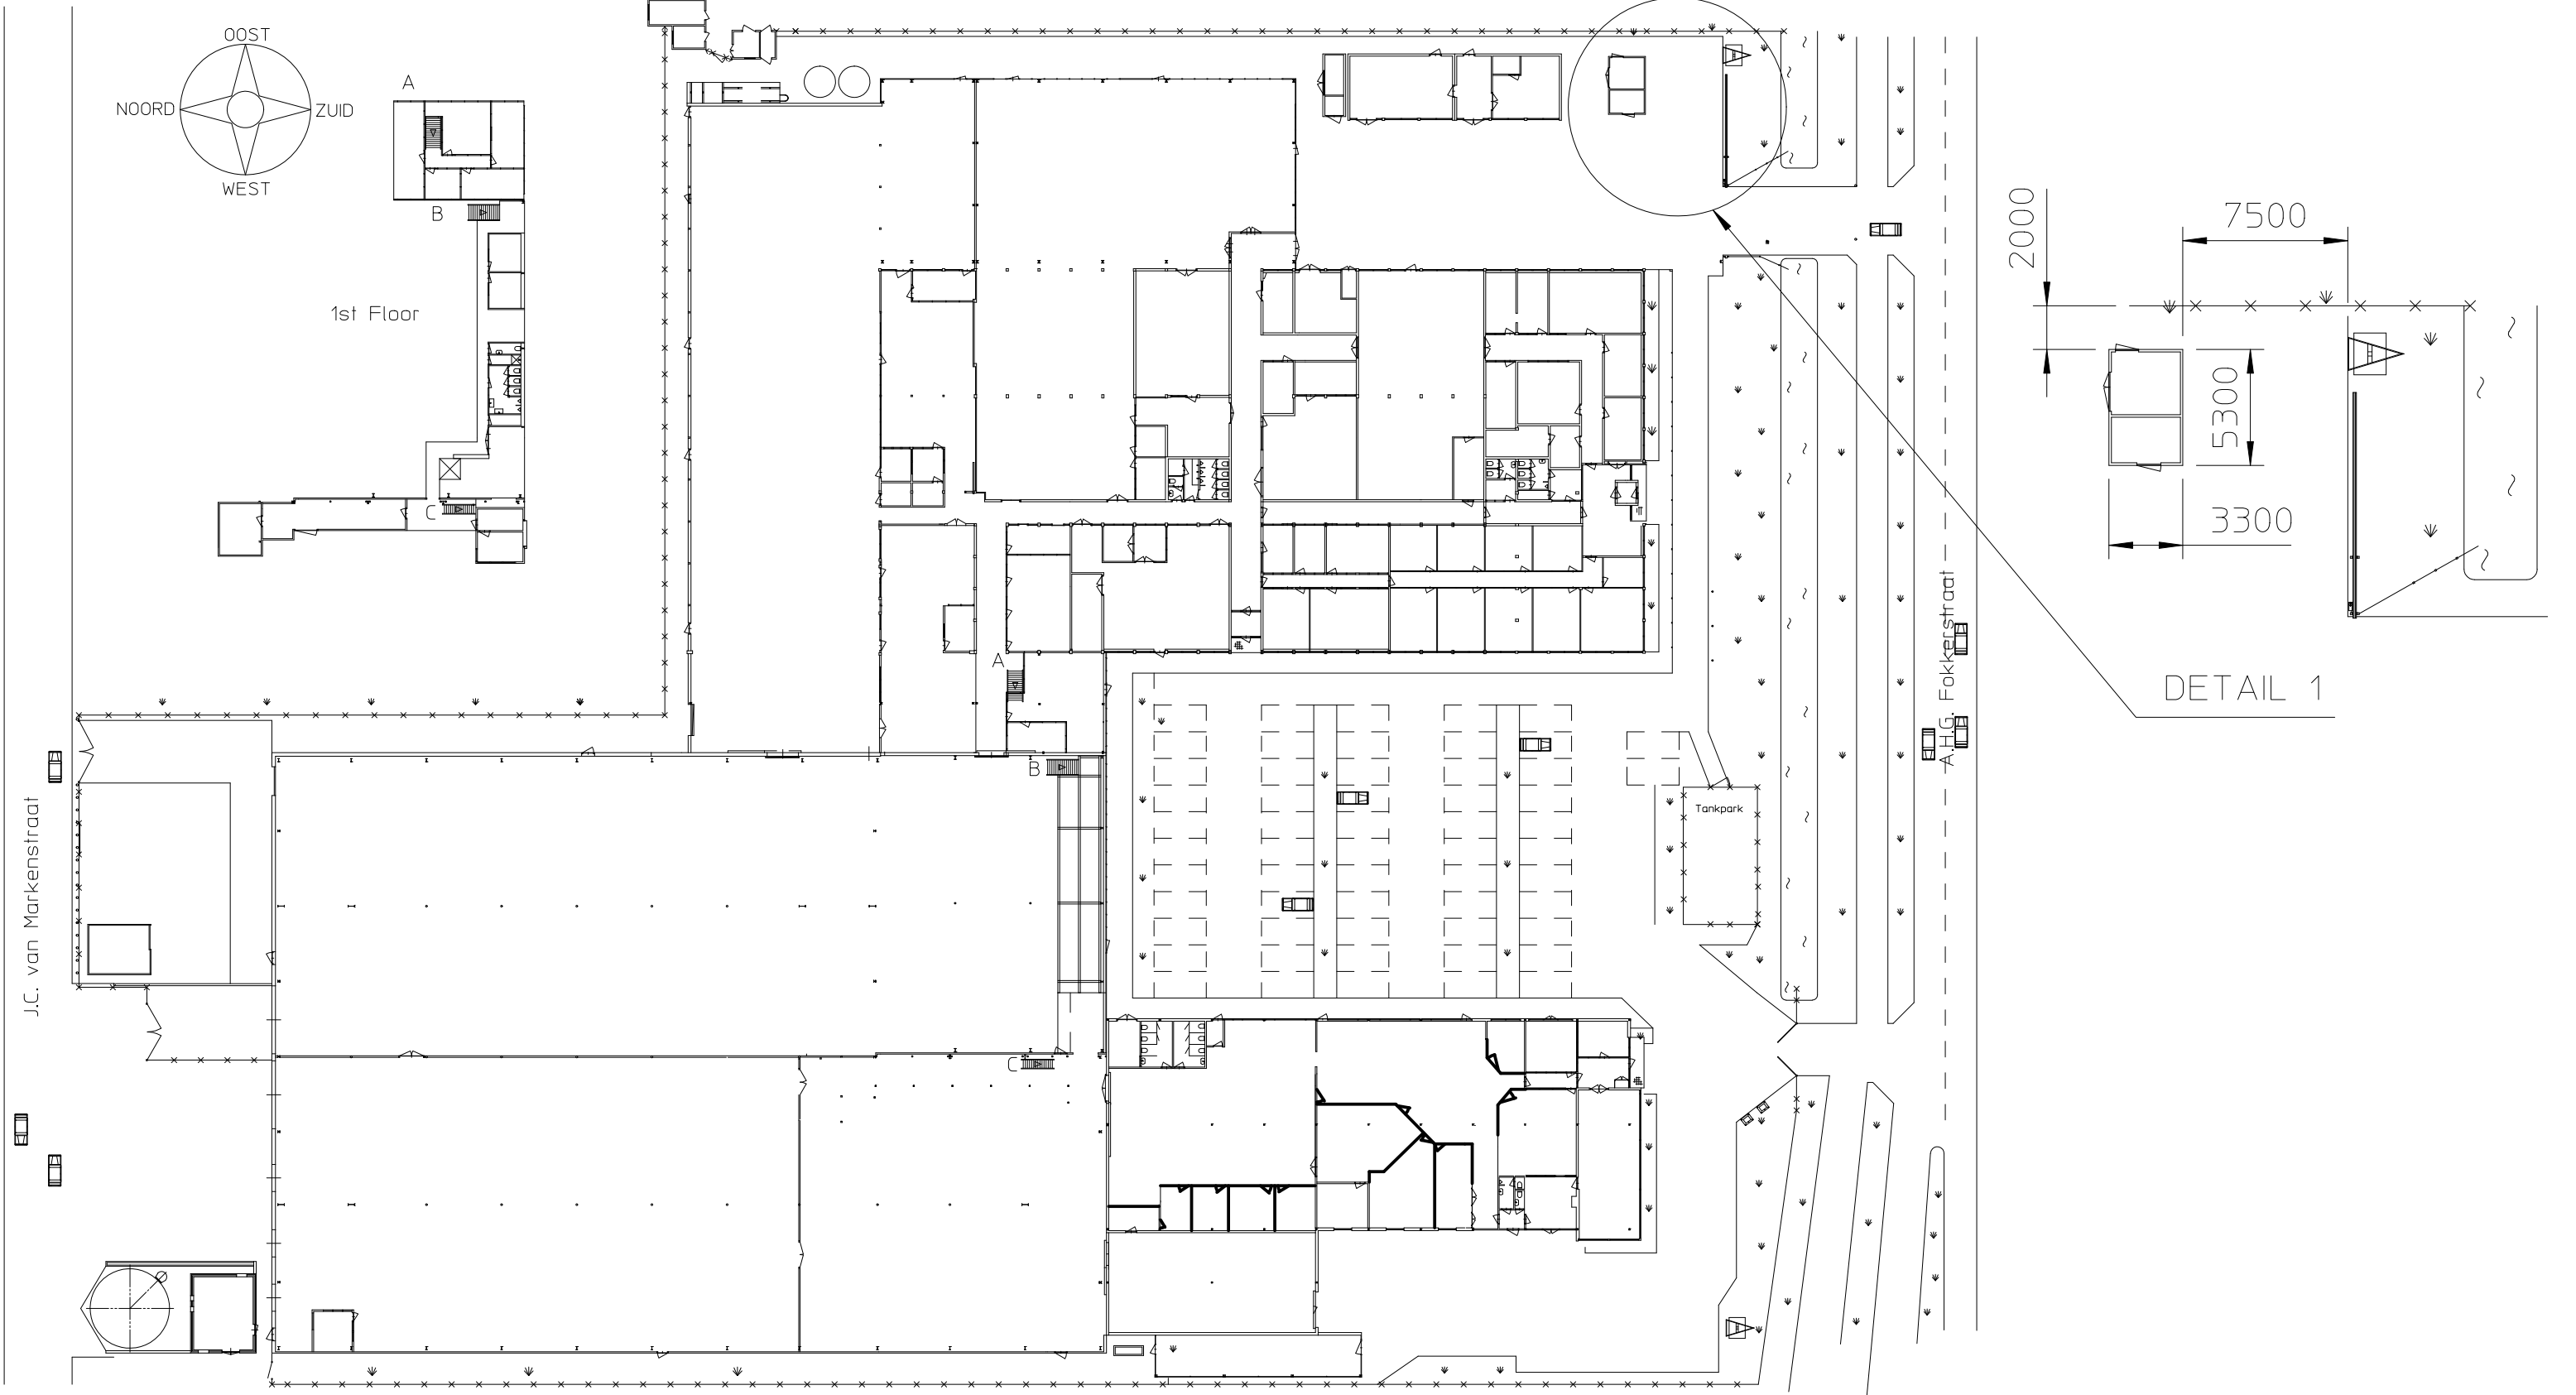 OOST
NOORD
ZUID
WEST
A
B
1st Floor
C
2000
7500
5300
3300
DETAIL 1
A.H.G. Fokkerstraat
A
B
Tankpark
J.C. van Markenstraat
C